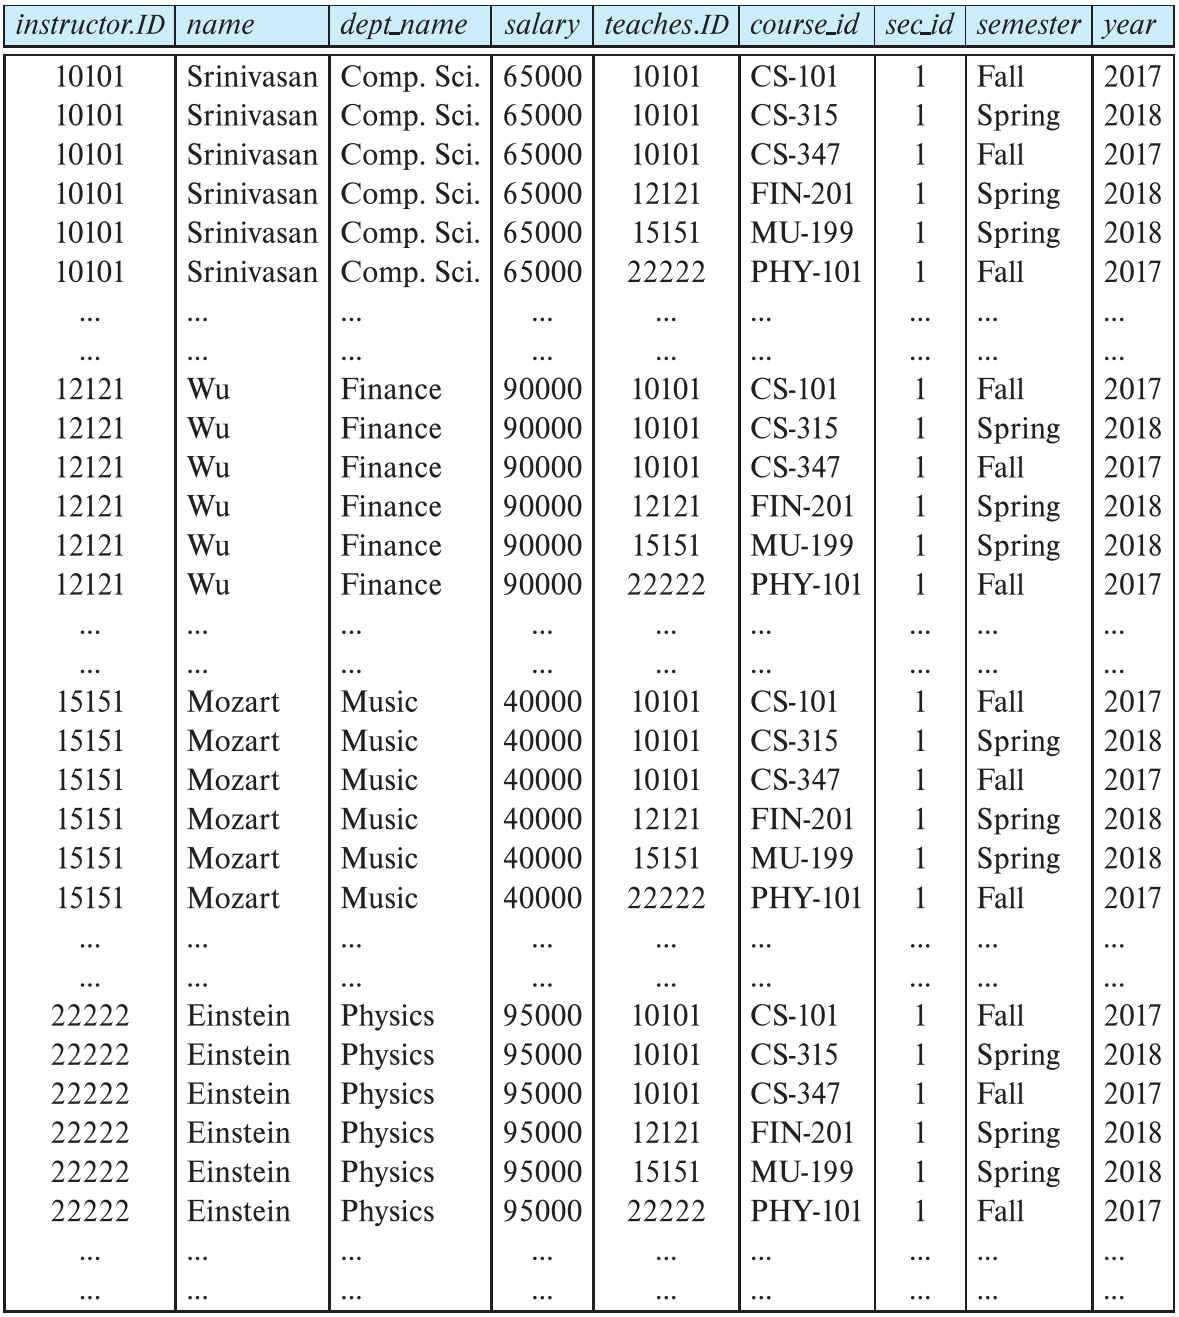 instructor.ID name dept_name salary teaches.ID course_id sec_id semester year
10101 Srinivasan Comp. Sci. 65000 10101 CS-101 1 Fall 2017
10101 Srinivasan Comp. Sci. 65000 10101 CS-315 1 Spring 2018
10101 Srinivasan Comp. Sci. 65000 10101 CS-347 1 Fall 2017
10101 Srinivasan Comp. Sci. 65000 12121 FIN-201 1 Spring 2018
10101 Srinivasan Comp. Sci. 65000 15151 MU-199 1 Spring 2018
10101 Srinivasan Comp. Sci. 65000 22222 PHY-101 1 Fall 2017
... ... ... ... ... ... ... ... ...
... ... ... ... ... ... ... ... ...
12121 Wu Finance 90000 10101 CS-101 1 Fall 2017
12121 Wu Finance 90000 10101 CS-315 1 Spring 2018
12121 Wu Finance 90000 10101 CS-347 1 Fall 2017
12121 Wu Finance 90000 12121 FIN-201 1 Spring 2018
12121 Wu Finance 90000 15151 MU-199 1 Spring 2018
12121 Wu Finance 90000 22222 PHY-101 1 Fall 2017
... ... ... ... ... ... ... ... ...
... ... ... ... ... ... ... ... ...
15151 Mozart Music 40000 10101 CS-101 1 Fall 2017
15151 Mozart Music 40000 10101 CS-315 1 Spring 2018
15151 Mozart Music 40000 10101 CS-347 1 Fall 2017
15151 Mozart Music 40000 12121 FIN-201 1 Spring 2018
15151 Mozart Music 40000 15151 MU-199 1 Spring 2018
15151 Mozart Music 40000 22222 PHY-101 1 Fall 2017
... ... ... ... ... ... ... ... ...
... ... ... ... ... ... ... ... ...
22222 Einstein Physics 95000 10101 CS-101 1 Fall 2017
22222 Einstein Physics 95000 10101 CS-315 1 Spring 2018
22222 Einstein Physics 95000 10101 CS-347 1 Fall 2017
22222 Einstein Physics 95000 12121 FIN-201 1 Spring 2018
22222 Einstein Physics 95000 15151 MU-199 1 Spring 2018
22222 Einstein Physics 95000 22222 PHY-101 1 Fall 2017
... ... ... ... ... ... ... ... ...
... ... ... ... ... ... ... ... ...